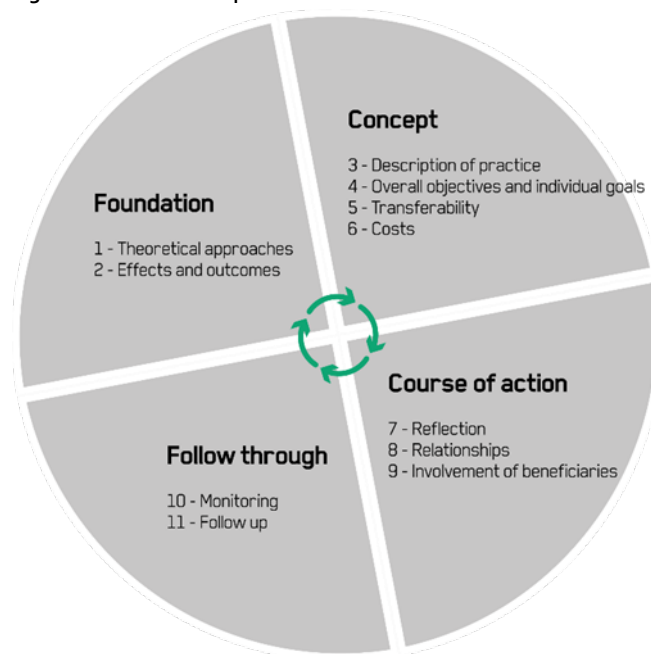 Foundation
1 - Theoretical approaches
2 - Effects and outcomes
Concept
3 - Description of practice
4 - Overall objectives and individual goals
5 - Transferability
6 - Costs
Course of action
7 - Reflection
8 - Relationships
9 - Involvement of beneficiaries
Follow through
10 - Monitoring
11 - Follow up